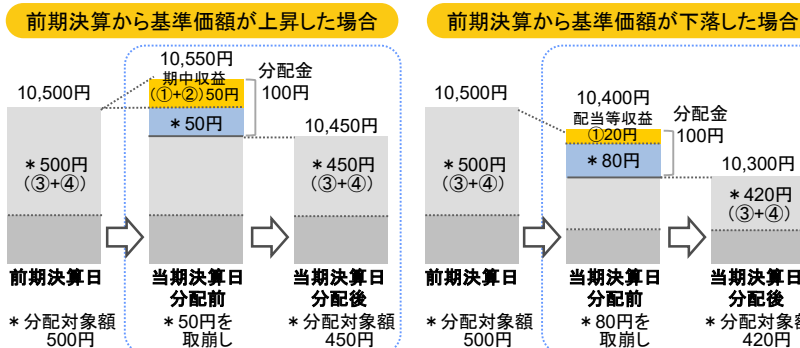 前期決算から基準価額が上昇した場合
10,500円
10,550円
期中収益
(①+②)50円
分配金
100円
*50円
10,450円
*500円
(③+④)
*450円
(③+④)
前期決算日
当期決算日
分配前
当期決算日
分配後
*分配対象額
500円
*50円を
取崩し
*分配対象額
450円
前期決算から基準価額が下落した場合
10,500円
10,400円
配当等収益
①20円
分配金
100円
*80円
10,300円
*500円
(③+④)
*420円
(③+④)
前期決算日
当期決算日
分配前
当期決算日
分配後
*分配対象額
500円
*80円を
取崩し
*分配対象額
420円